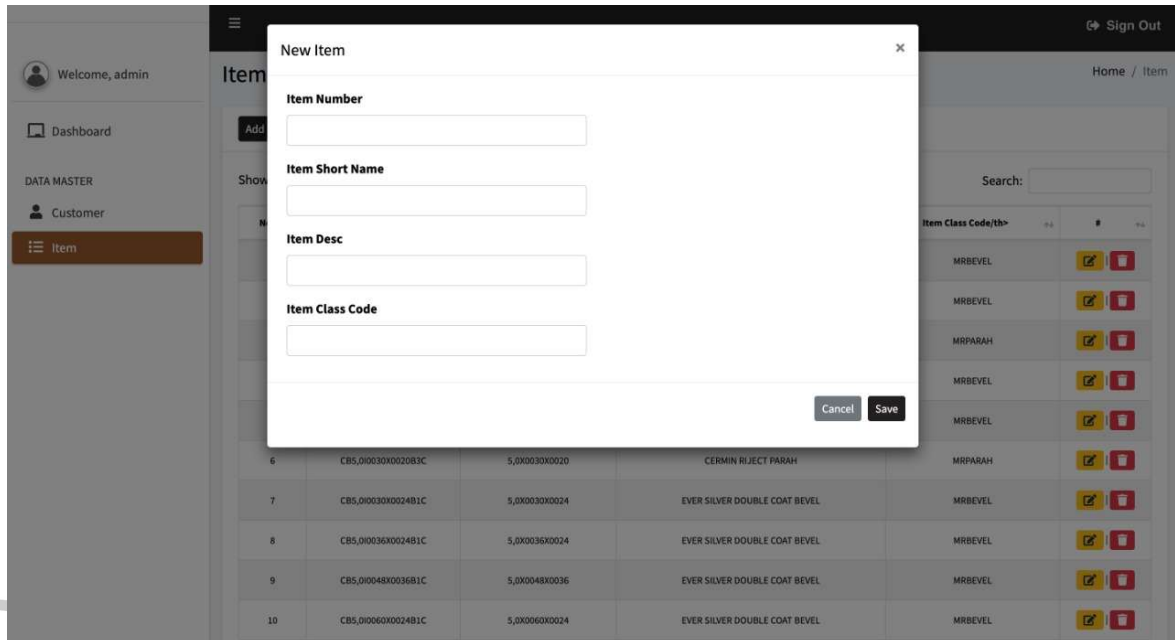 Sign Out
New Item ×
Welcome, admin
Item
Home / Item
Item Number
Dashboard
Add
Item Short Name
DATA MASTER
Show
Search:
Customer
Item
Item Desc
Item Class Code/th> #
MRBEVEL
MRBEVEL
Item Class Code
MRPARAH
MRBEVEL
Cancel Save
MRBEVEL
6 CB5,0I0030X0020B3C 5,0X0030X0020 CERMIN RIJECT PARAH MRPARAH
7 CB5,0I0030X0024B1C 5,0X0030X0024 EVER SILVER DOUBLE COAT BEVEL MRBEVEL
8 CB5,0I0036X0024B1C 5,0X0036X0024 EVER SILVER DOUBLE COAT BEVEL MRBEVEL
9 CB5,0I0048X0036B1C 5,0X0048X0036 EVER SILVER DOUBLE COAT BEVEL MRBEVEL
10 CB5,0I0060X0024B1C 5,0X0060X0024 EVER SILVER DOUBLE COAT BEVEL MRBEVEL